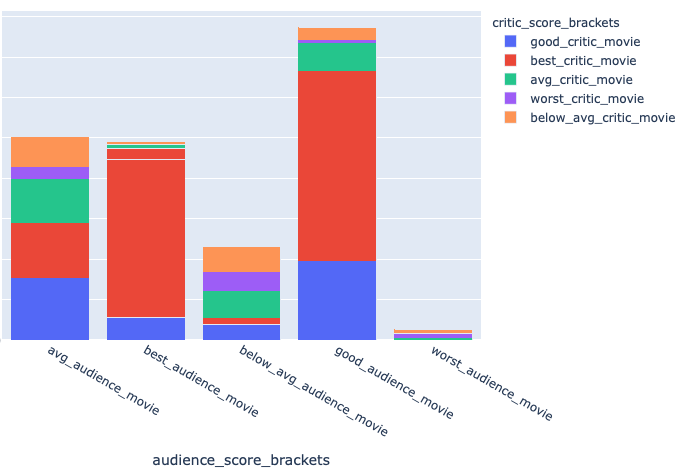 critic_score_brackets
good_critic_movie
best_critic_movie
avg_critic_movie
worst_critic_movie
below_avg_critic_movie
avg_audience_movie
best_audience_movie
below_avg_audience_movie
good_audience_movie
worst_audience_movie
audience_score_brackets